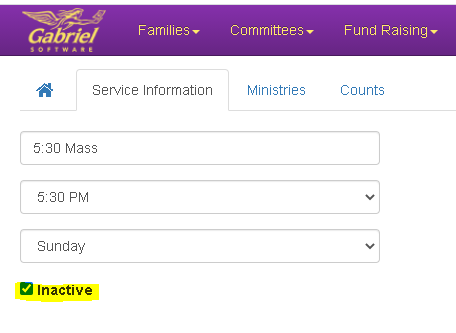 Gabriel
SOFTWARE
Families Committees Fund Raising
Service Information Ministries Counts
5:30 Mass
5:30 PM
Sunday
Inactive